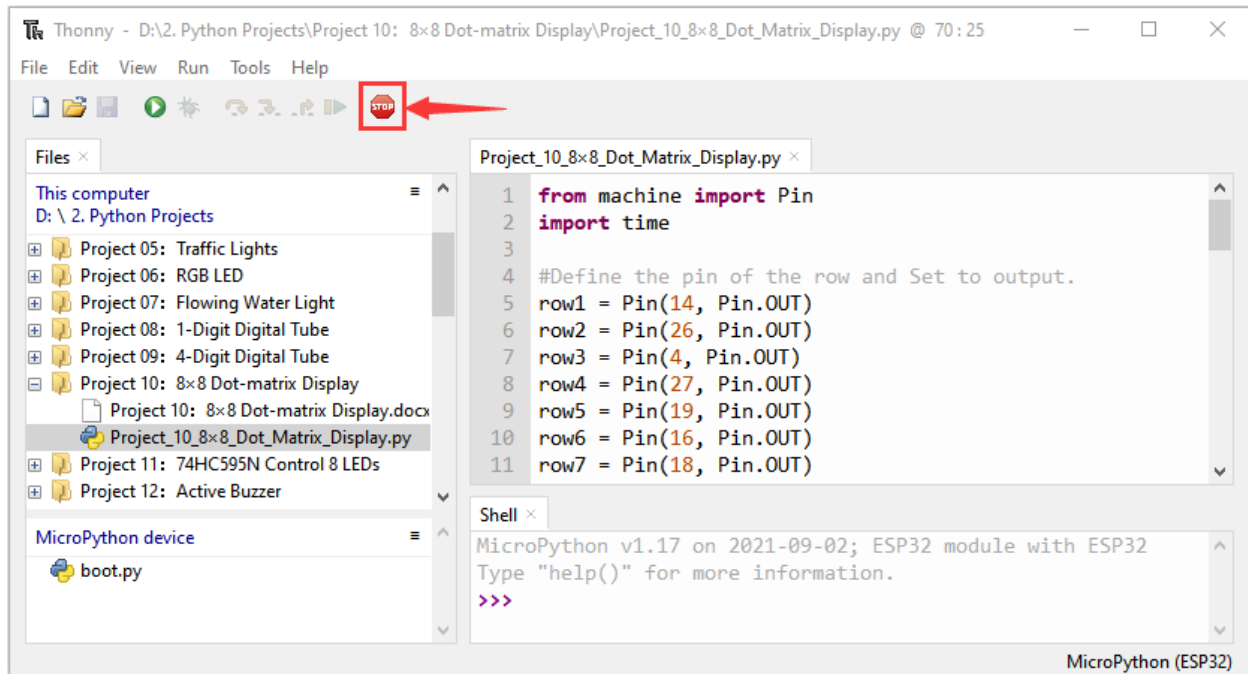 Thonny - D:\2. Python Projects\Project 10：8×8 Dot-matrix Display\Project_10_8×8_Dot_Matrix_Display.py @ 70:25
File Edit View Run Tools Help
STOP
Files
This computer
D: \ 2. Python Projects
Project 05：Traffic Lights
Project 06：RGB LED
Project 07：Flowing Water Light
Project 08：1-Digit Digital Tube
Project 09：4-Digit Digital Tube
Project 10：8×8 Dot-matrix Display
Project 10：8×8 Dot-matrix Display.docx
Project_10_8×8_Dot_Matrix_Display.py
Project 11：74HC595N Control 8 LEDs
Project 12：Active Buzzer
MicroPython device
boot.py
Project_10_8×8_Dot_Matrix_Display.py
1 from machine import Pin
2 import time
3
4 #Define the pin of the row and Set to output.
5 row1 = Pin(14, Pin.OUT)
6 row2 = Pin(26, Pin.OUT)
7 row3 = Pin(4, Pin.OUT)
8 row4 = Pin(27, Pin.OUT)
9 row5 = Pin(19, Pin.OUT)
10 row6 = Pin(16, Pin.OUT)
11 row7 = Pin(18, Pin.OUT)
Shell
MicroPython v1.17 on 2021-09-02; ESP32 module with ESP32
Type "help()" for more information.
>>>
MicroPython (ESP32)